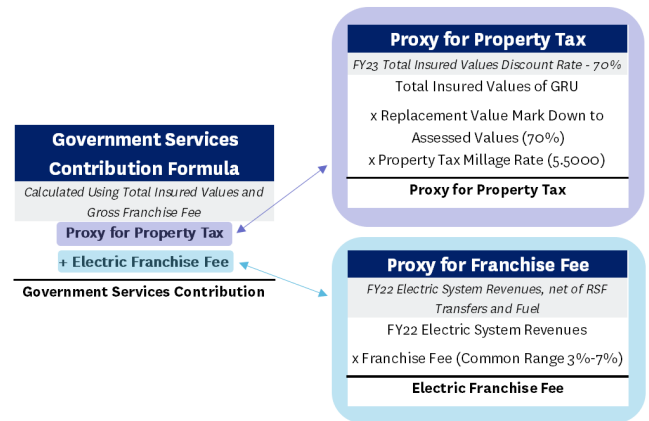 Government Services
Contribution Formula
Calculated Using Total Insured Values and
Gross Franchise Fee
Proxy for Property Tax
+ Electric Franchise Fee
Government Services Contribution
Proxy for Property Tax
FY23 Total Insured Values Discount Rate - 70%
Total Insured Values of GRU
x Replacement Value Mark Down to
Assessed Values (70%)
x Property Tax Millage Rate (5.5000)
Proxy for Property Tax
Proxy for Franchise Fee
FY22 Electric System Revenues, net of RSF
Transfers and Fuel
FY22 Electric System Revenues
x Franchise Fee (Common Range 3%-7%)
Electric Franchise Fee